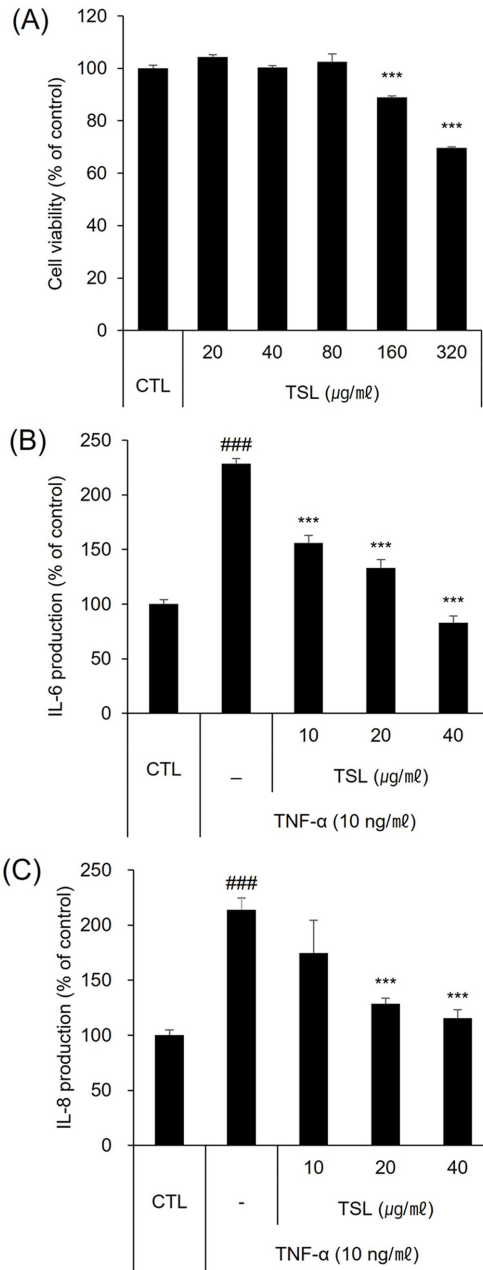 (A)
Cell viability (% of control)
120
100
80
60
40
20
0
*** ***
CTL 20 40 80 160 320
TSL (㎍/㎖)
(B)
IL-6 production (% of control)
250
200
150
100
50
0
###
***
***
***
CTL – 10 20 40
TSL (㎍/㎖)
TNF-α (10 ng/㎖)
(C)
IL-8 production (% of control)
250
200
150
100
50
0
###
*** ***
CTL - 10 20 40
TSL (㎍/㎖)
TNF-α (10 ng/㎖)